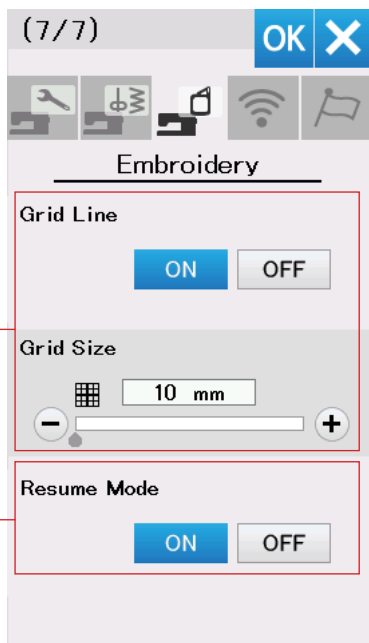 (7/7) OK
Embroidery
Grid Line
ON OFF
Grid Size
10 mm
Resume Mode
ON OFF